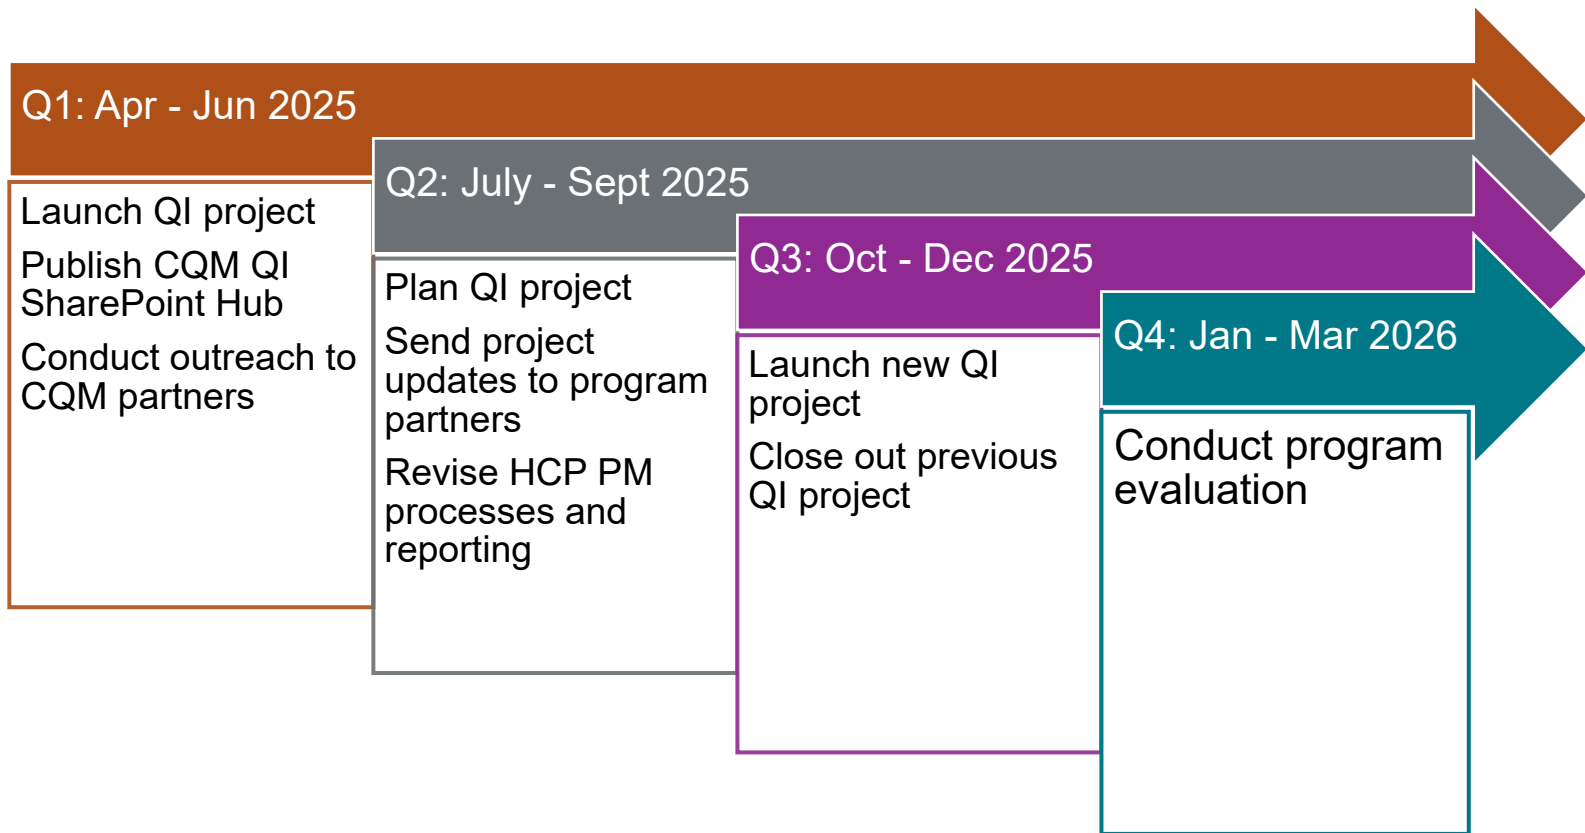 Q1: Apr - Jun 2025
Launch QI project
Publish CQM QI
SharePoint Hub
Conduct outreach to
CQM partners
Q2: July - Sept 2025
Plan QI project
Send project
updates to program
partners
Revise HCP PM
processes and
reporting
Q3: Oct - Dec 2025
Launch new QI
project
Close out previous
QI project
Q4: Jan - Mar 2026
Conduct program
evaluation